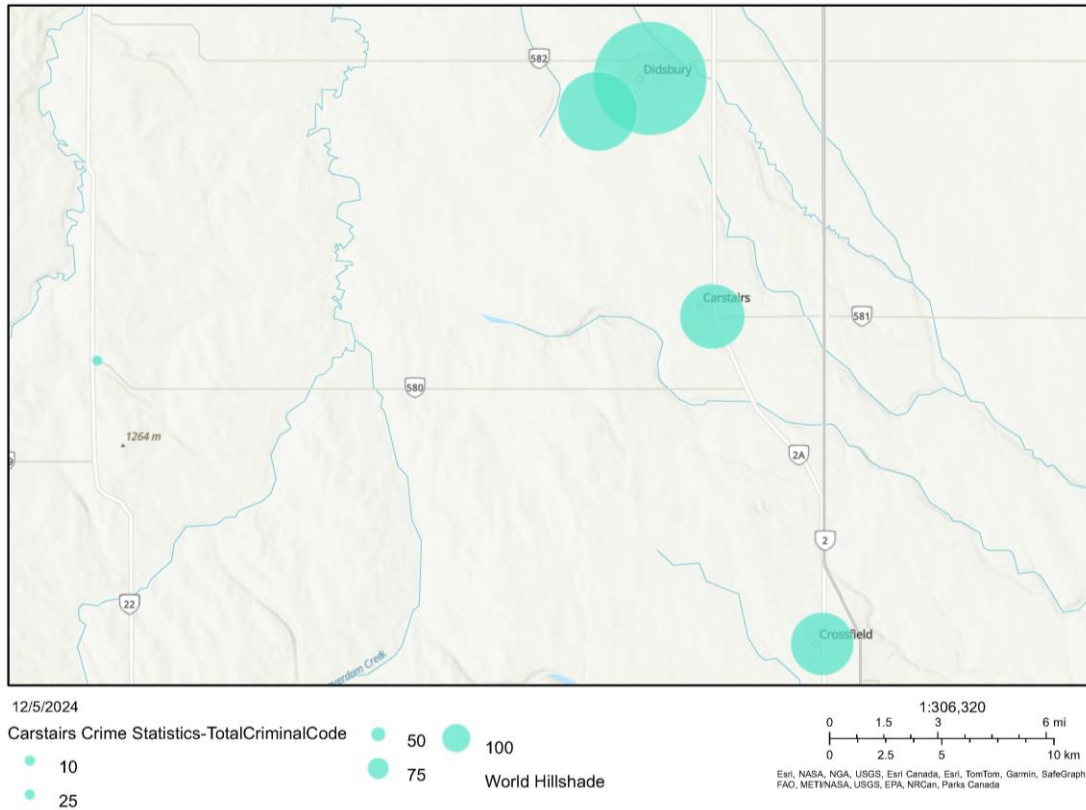 582
Didsbury
Carstairs
581
580
1264 m
2A
2
22
Crossfield
12/5/2024
Carstairs Crime Statistics-TotalCriminalCode
10
25
50
75
100
World Hillshade
1:306,320
0 1.5 3 6 mi
0 2.5 5 10 km
Esri, NASA, NGA, USGS, Esri Canada, Esri, TomTom, Garmin, SafeGraph,
FAO, METI/NASA, USGS, EPA, NRCan, Parks Canada
Creek